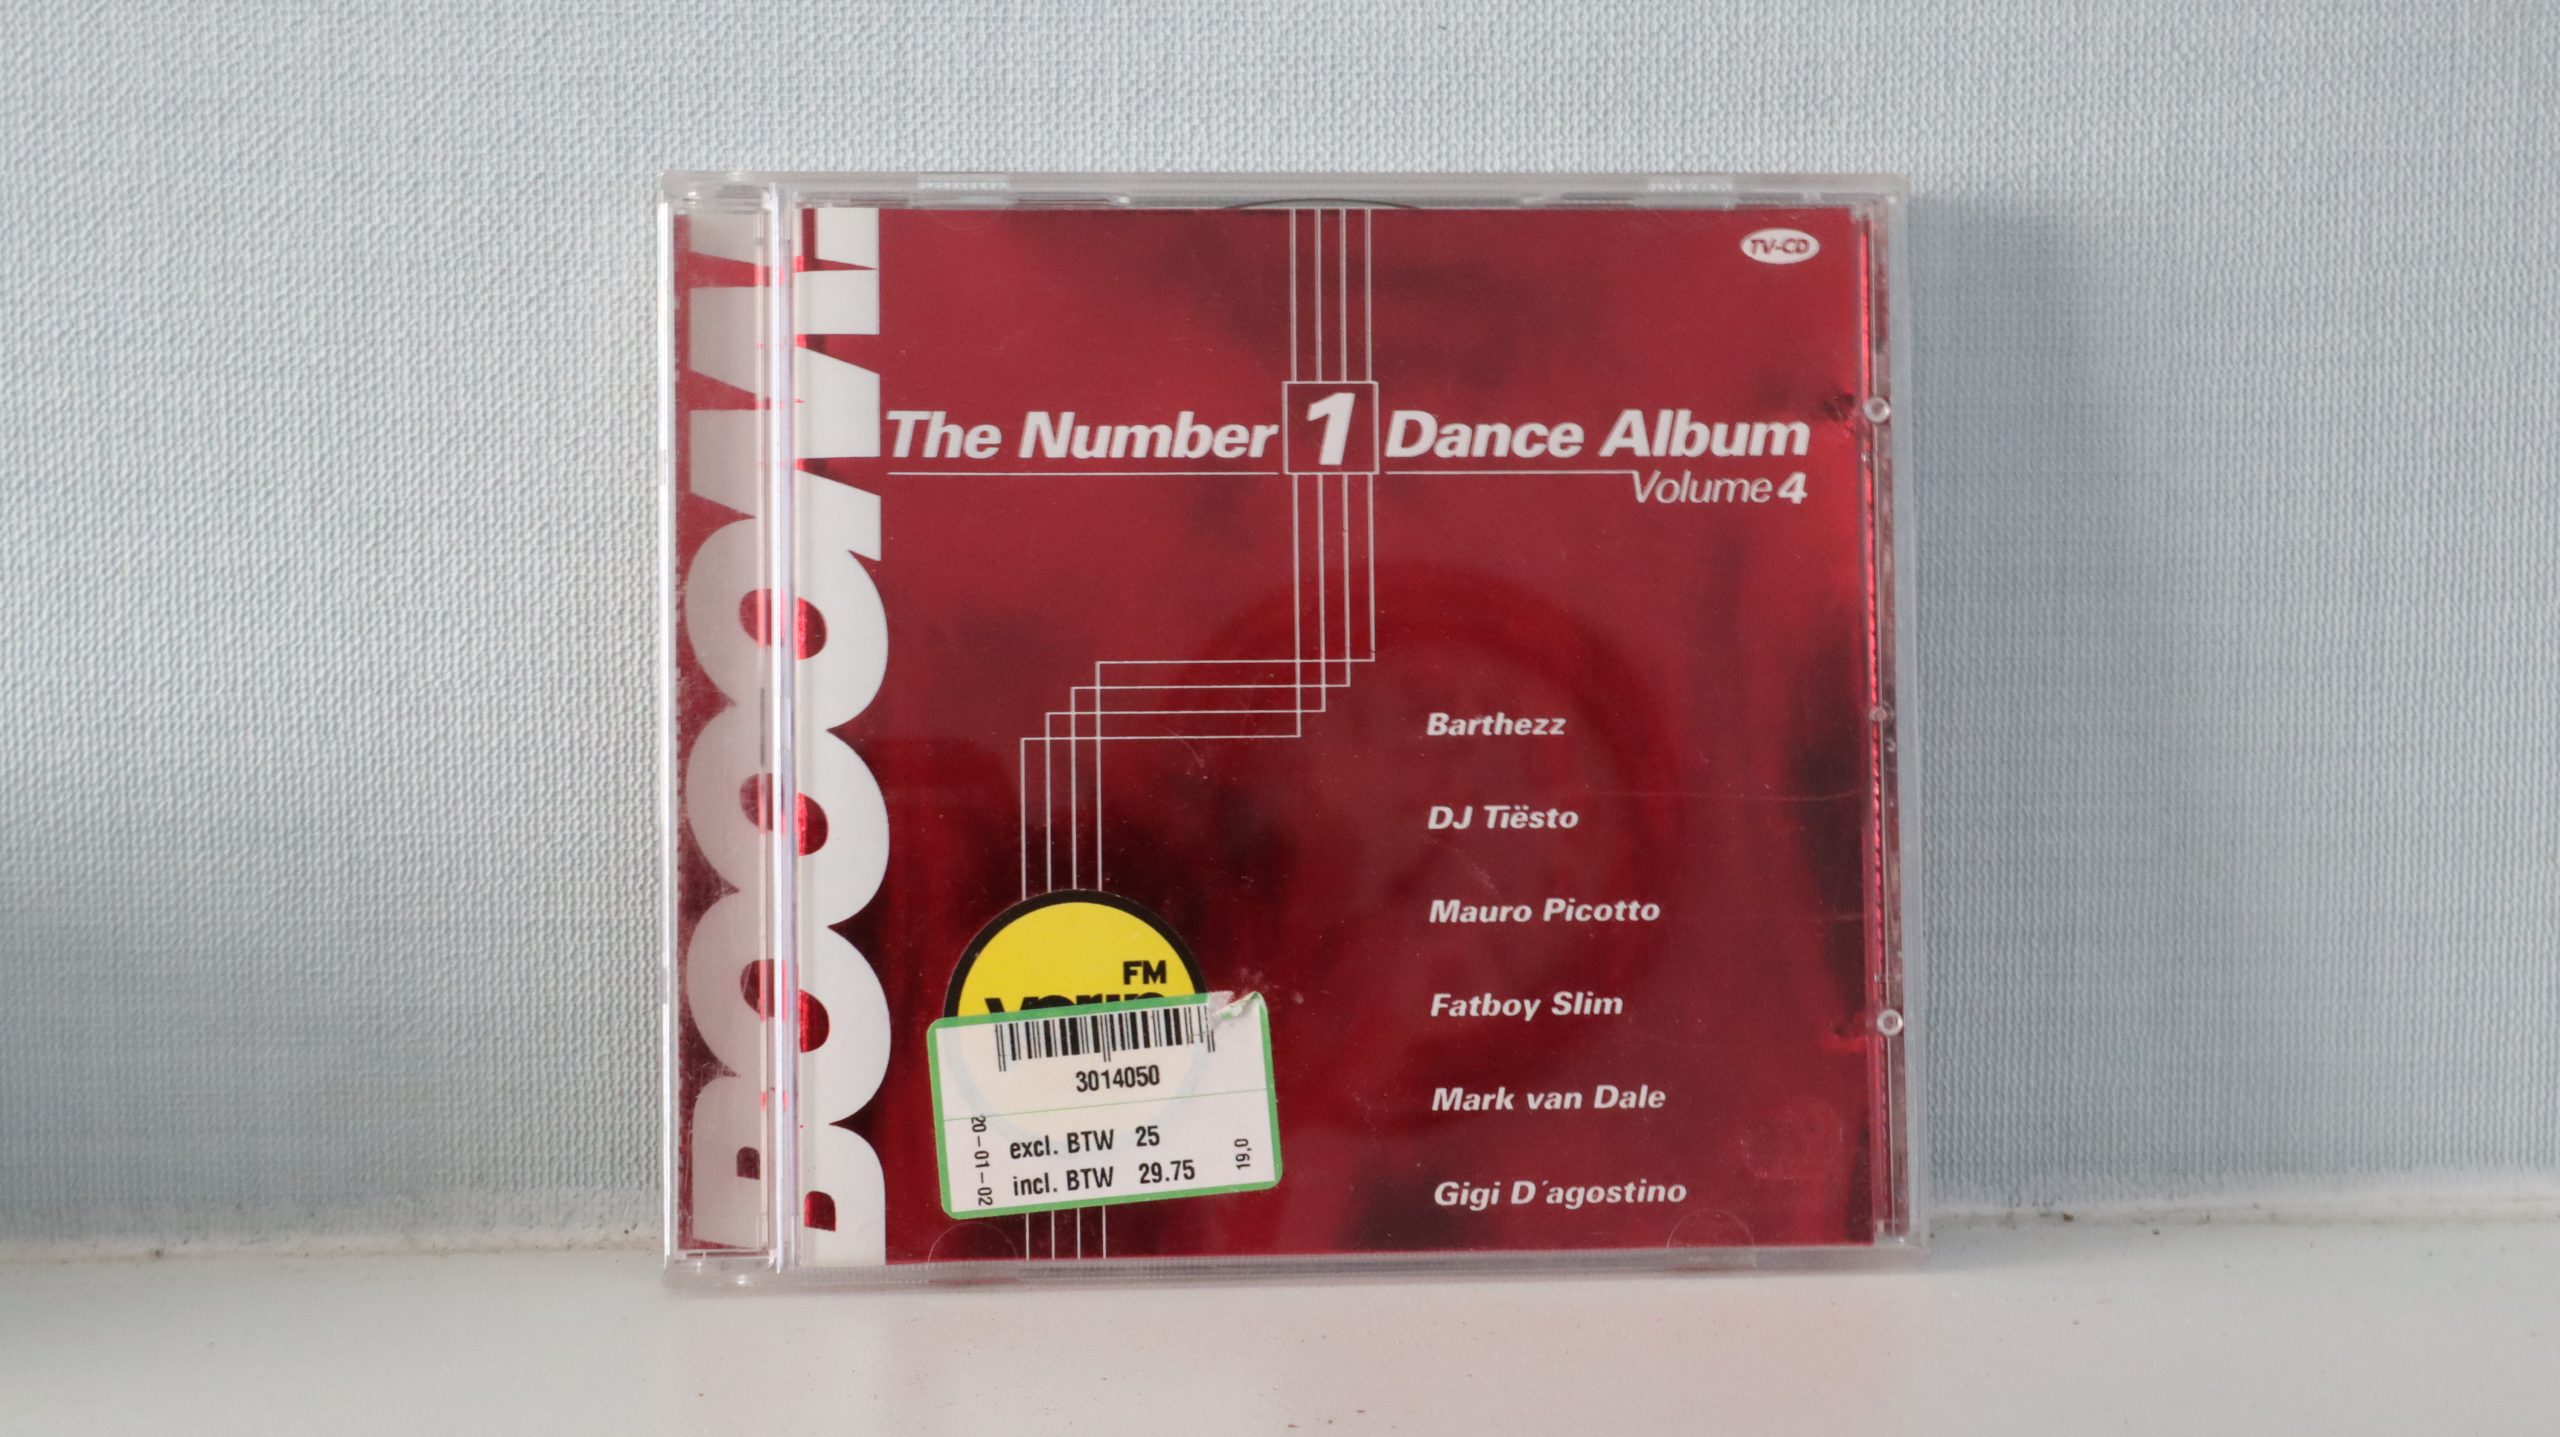 BOOOM!
TV-CD
The Number 1 Dance Album
Volume 4
Barthezz
DJ Tiësto
Mauro Picotto
Fatboy Slim
Mark van Dale
Gigi D´agostino
FM
3014050
20-01-02
excl. BTW 25
incl. BTW 29.75
19,0